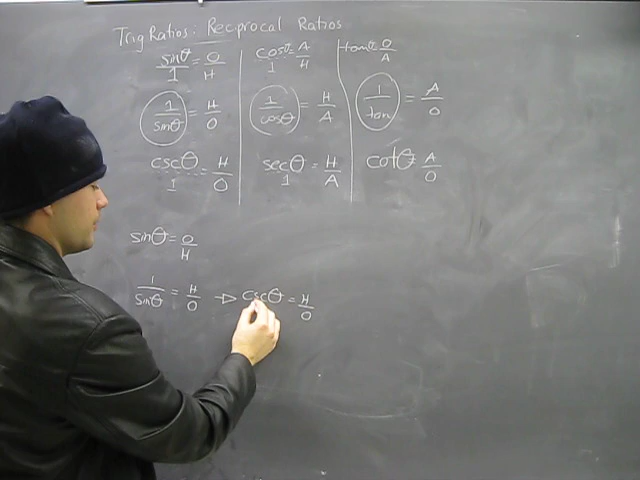 Trig Ratios: Reciprocal Ratios
sinθ/1 = O/H cosθ/1 = A/H tanθ = O/A
1/sinθ = H/O 1/cosθ = H/A 1/tan = A/O
cscθ/1 = H/O secθ/1 = H/A cotθ = A/O
sinθ = O/H
1/sinθ = H/O → cscθ = H/O